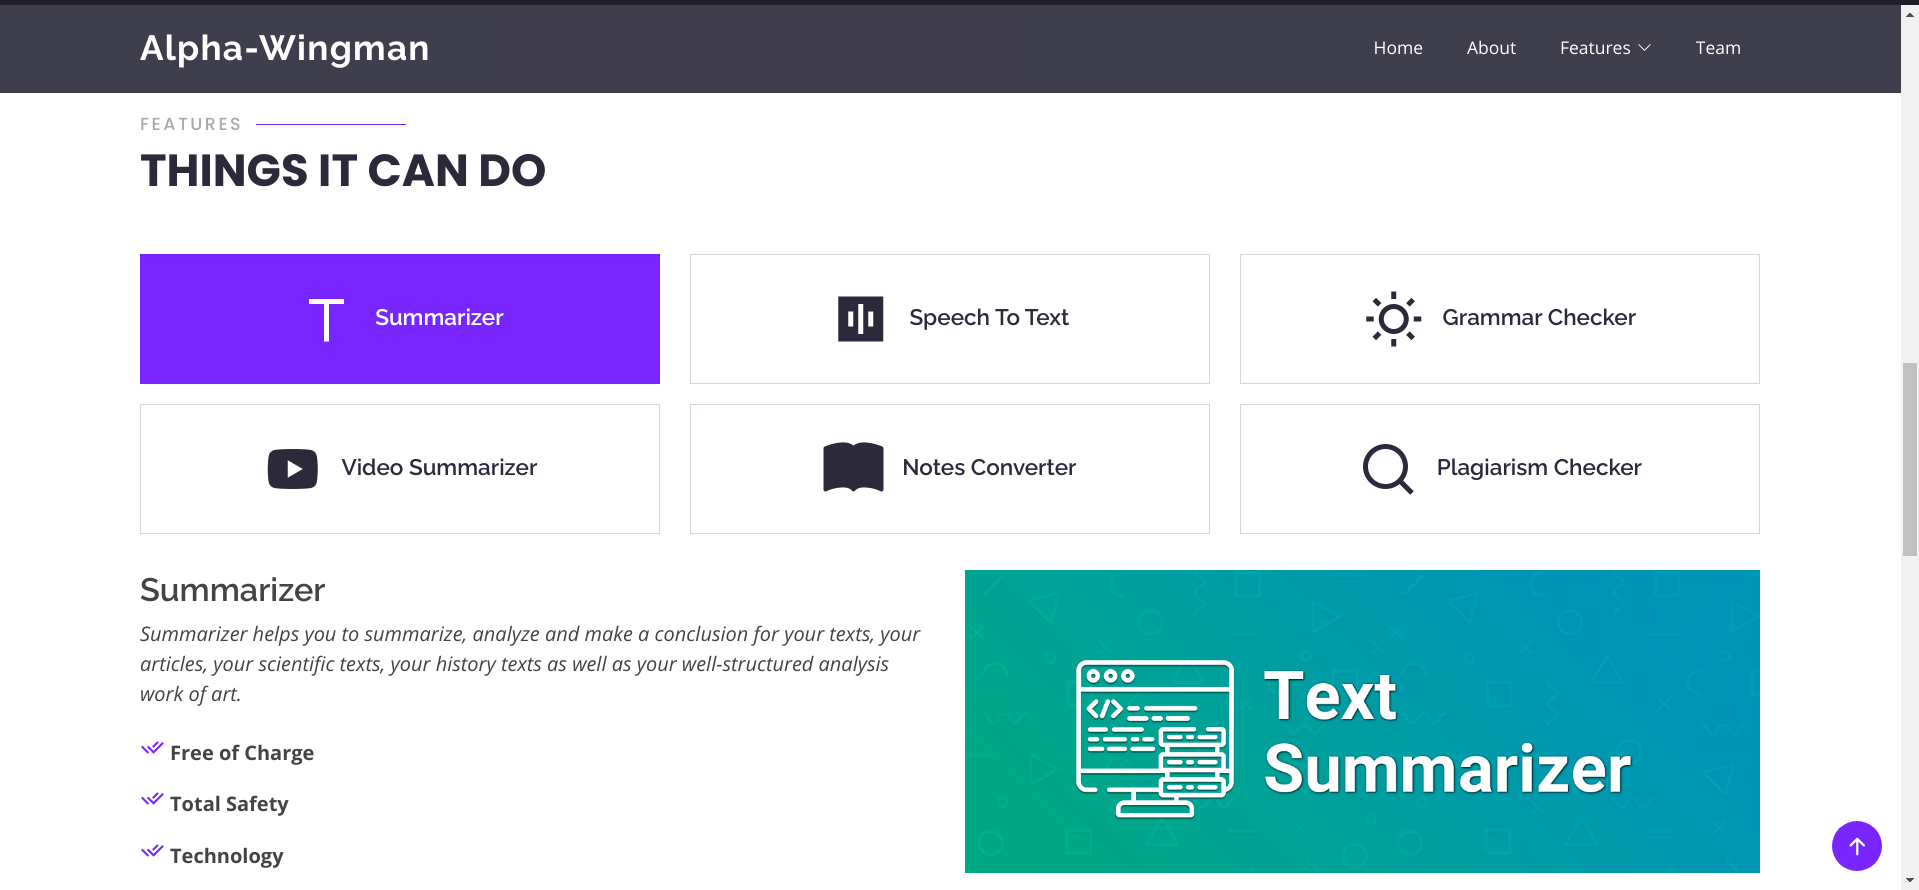 Alpha-Wingman
Home About Features Team
FEATURES
THINGS IT CAN DO
Summarizer
Speech To Text
Grammar Checker
Video Summarizer
Notes Converter
Plagiarism Checker
Summarizer
Summarizer helps you to summarize, analyze and make a conclusion for your texts, your
articles, your scientific texts, your history texts as well as your well-structured analysis
work of art.
Free of Charge
Total Safety
Technology
Text
Summarizer